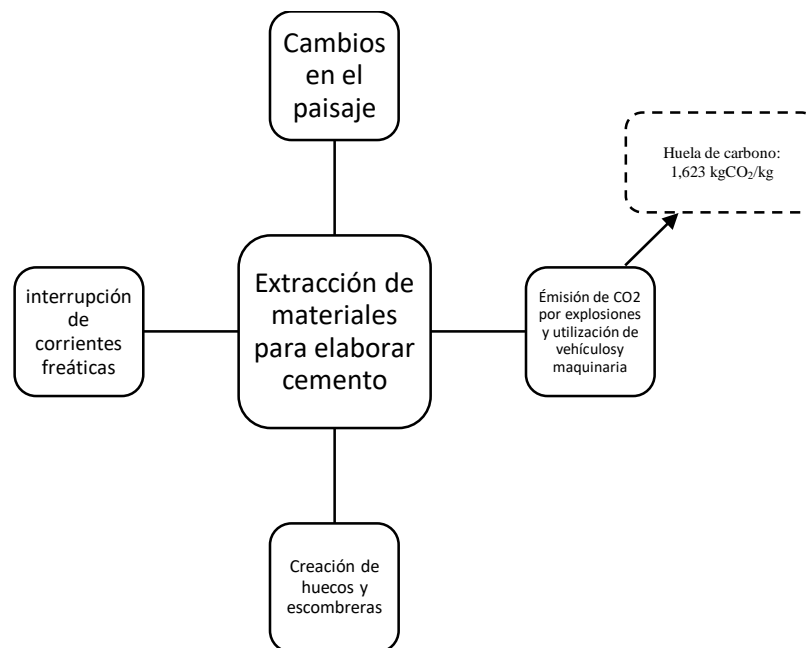 Cambios
en el
paisaje
Huela de carbono:
1,623 kgCO₂/kg
interrupción
de
corrientes
freáticas
Extracción de
materiales
para elaborar
cemento
Émisión de CO2
por explosiones
y utilización de
vehículosy
maquinaria
Creación de
huecos y
escombreras